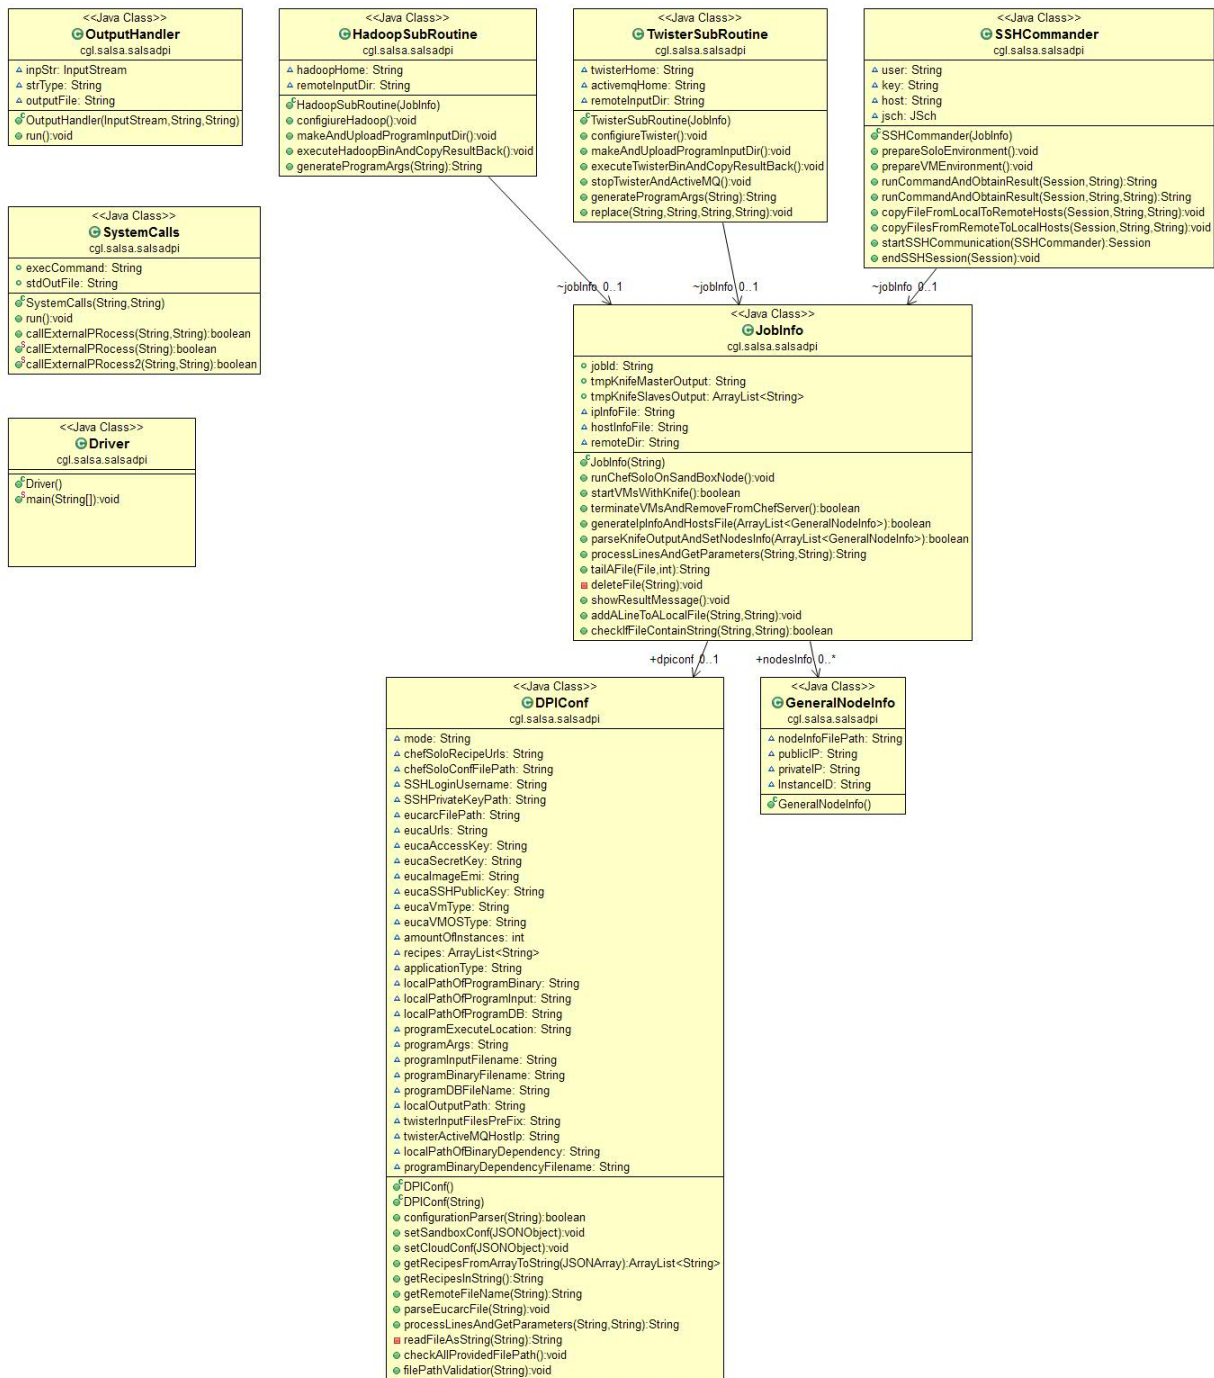 <<Java Class>>
OutputHandler
cgl.salsa.salsadpi
inpStr: InputStream
strType: String
outputFile: String
OutputHandler(InputStream,String,String)
run():void
<<Java Class>>
HadoopSubRoutine
cgl.salsa.salsadpi
hadoopHome: String
remoteInputDir: String
HadoopSubRoutine(JobInfo)
configiureHadoop():void
makeAndUploadProgramInputDir():void
executeHadoopBinAndCopyResultBack():void
generateProgramArgs(String):String
<<Java Class>>
TwisterSubRoutine
cgl.salsa.salsadpi
twisterHome: String
activemqHome: String
remoteInputDir: String
TwisterSubRoutine(JobInfo)
configiureTwister():void
makeAndUploadProgramInputDir():void
executeTwisterBinAndCopyResultBack():void
stopTwisterAndActiveMQ():void
generateProgramArgs(String):String
replace(String,String,String,String):void
<<Java Class>>
SSHCommander
cgl.salsa.salsadpi
user: String
key: String
host: String
jsch: JSch
SSHCommander(JobInfo)
prepareSoloEnvironment():void
prepareVMEnvironment():void
runCommandAndObtainResult(Session,String):String
runCommandAndObtainResult(Session,String,String):String
copyFileFromLocalToRemoteHosts(Session,String,String):void
copyFilesFromRemoteToLocalHosts(Session,String,String):void
startSSHCommunication(SSHCommander):Session
endSSHSession(Session):void
<<Java Class>>
SystemCalls
cgl.salsa.salsadpi
execCommand: String
stdOutFile: String
SystemCalls(String,String)
run():void
callExternalPRocess(String,String):boolean
callExternalPRocess(String):boolean
callExternalPRocess2(String,String):boolean
~jobInfo 0..1
~jobInfo 0..1
~jobInfo 0..1
<<Java Class>>
JobInfo
cgl.salsa.salsadpi
jobId: String
tmpKnifeMasterOutput: String
tmpKnifeSlavesOutput: ArrayList<String>
ipInfoFile: String
hostInfoFile: String
remoteDir: String
JobInfo(String)
runChefSoloOnSandBoxNode():void
startVMsWithKnife():boolean
terminateVMsAndRemoveFromChefServer():boolean
generateIpInfoAndHostsFile(ArrayList<GeneralNodeInfo>):boolean
parseKnifeOutputAndSetNodesInfo(ArrayList<GeneralNodeInfo>):boolean
processLinesAndGetParameters(String,String):String
tailAFile(File,int):String
deleteFile(String):void
showResultMessage():void
addALineToALocalFile(String,String):void
checkIfFileContainString(String,String):boolean
<<Java Class>>
Driver
cgl.salsa.salsadpi
Driver()
main(String[]):void
+dpiconf 0..1
+nodesInfo 0..*
<<Java Class>>
DPIConf
cgl.salsa.salsadpi
mode: String
chefSoloRecipeUrls: String
chefSoloConfFilePath: String
SSHLoginUsername: String
SSHPrivateKeyPath: String
eucarcFilePath: String
eucaUrls: String
eucaAccessKey: String
eucaSecretKey: String
eucaImageEmi: String
eucaSSHPublicKey: String
eucaVmType: String
eucaVMOSType: String
amountOfInstances: int
recipes: ArrayList<String>
applicationType: String
localPathOfProgramBinary: String
localPathOfProgramInput: String
localPathOfProgramDB: String
programExecuteLocation: String
programArgs: String
programInputFilename: String
programBinaryFilename: String
programDBFileName: String
localOutputPath: String
twisterInputFilesPreFix: String
twisterActiveMQHostIp: String
localPathOfBinaryDependency: String
programBinaryDependencyFilename: String
DPIConf()
DPIConf(String)
configurationParser(String):boolean
setSandboxConf(JSONObject):void
setCloudConf(JSONObject):void
getRecipesFromArrayToString(JSONArray):ArrayList<String>
getRecipesInString():String
getRemoteFileName(String):String
parseEucarcFile(String):void
processLinesAndGetParameters(String,String):String
readFileAsString(String):String
checkAllProvidedFilePath():void
filePathValidatior(String):void
<<Java Class>>
GeneralNodeInfo
cgl.salsa.salsadpi
nodeInfoFilePath: String
publicIP: String
privateIP: String
InstanceID: String
GeneralNodeInfo()